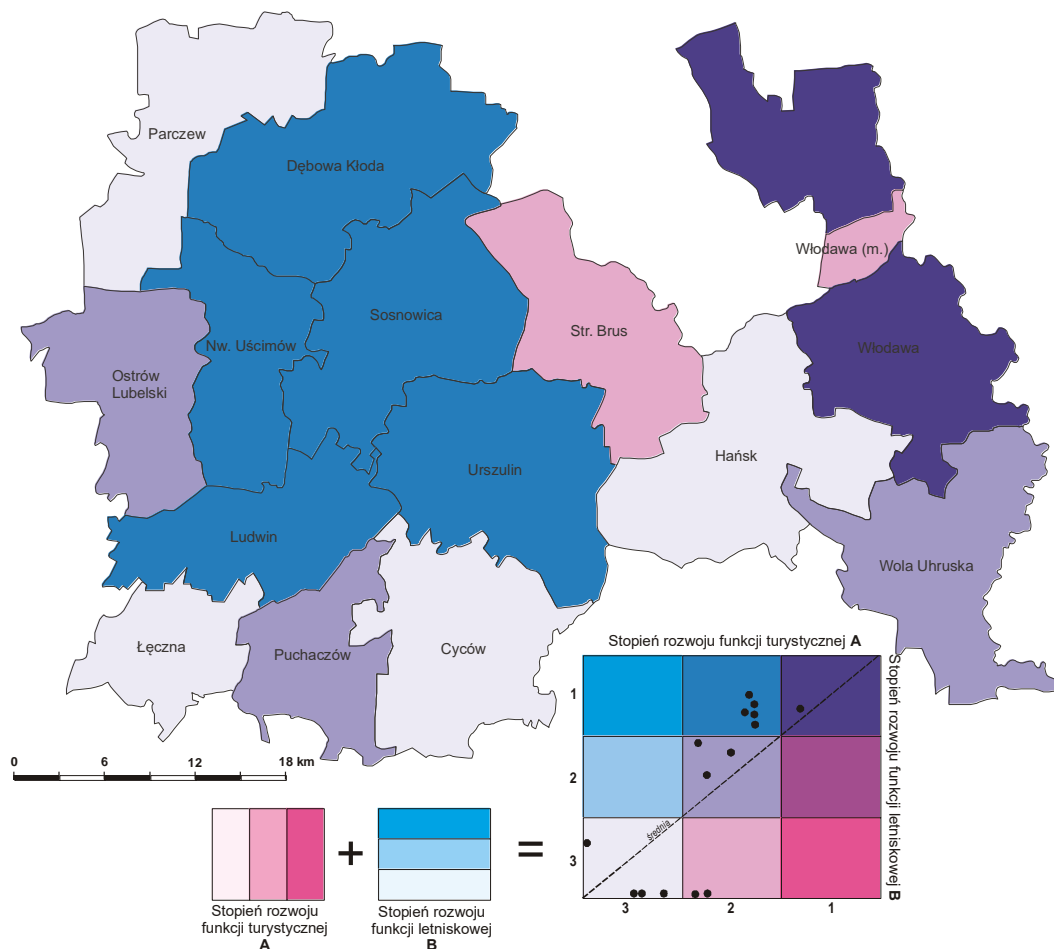 Parczew
Dębowa Kłoda
Włodawa (m.)
Sosnowica
Str. Brus
Nw. Uścimów
Włodawa
Ostrów
Lubelski
Hańsk
Urszulin
Ludwin
Wola Uhruska
Łęczna
Puchaczów
Cyców
Stopień rozwoju funkcji turystycznej A
Stopień rozwoju funkcji letniskowej B
1
2
3
średnia
3
2
1
0
6
12
18 km
+
=
Stopień rozwoju
funkcji turystycznej
A
Stopień rozwoju
funkcji letniskowej
B